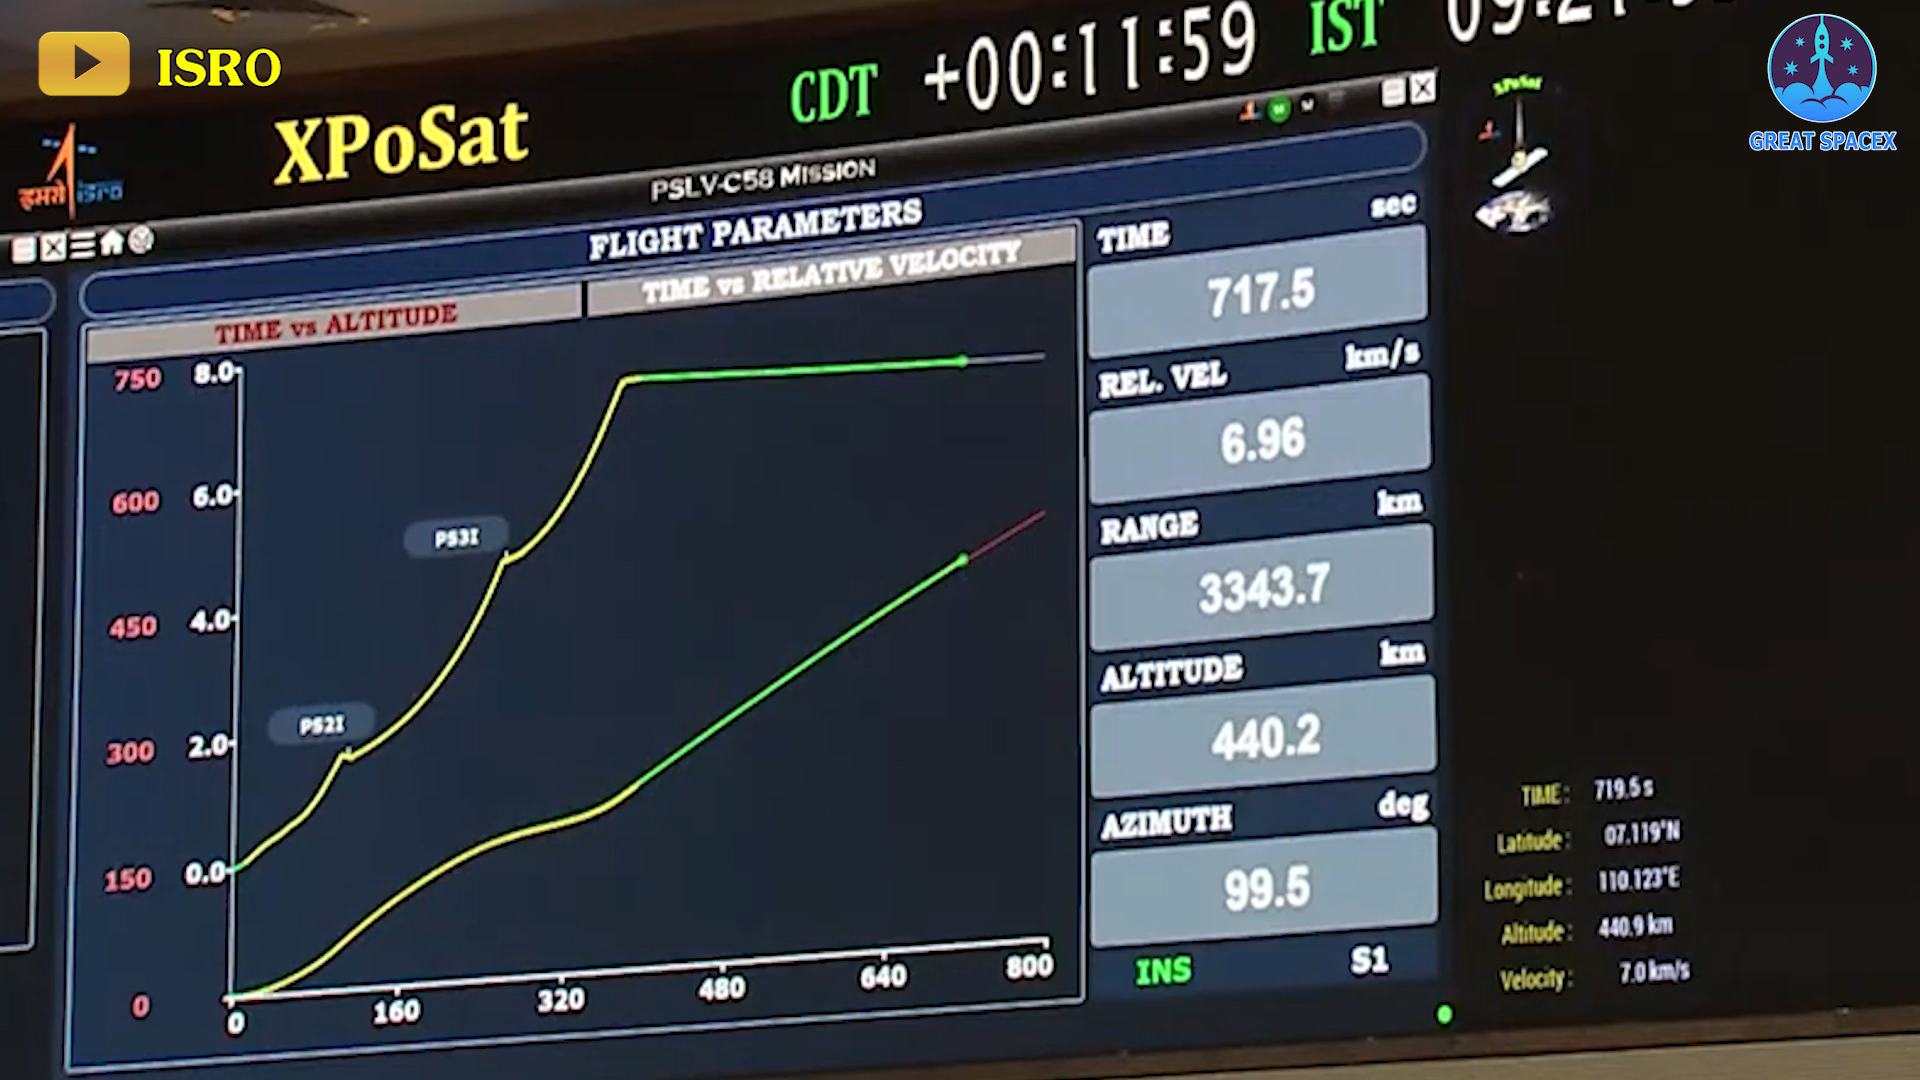 ISRO
CDT +00:11:59 IST
XPoSat
GREAT SPACEX
XPoSat
इसरो isro
PSLV-C58 MISSION
FLIGHT PARAMETERS
TIME vs ALTITUDE
TIME vs RELATIVE VELOCITY
750 8.0
600 6.0
450 4.0
300 2.0
150 0.0
0
PS3I
PS2I
0 160 320 480 640 800
TIME sec
717.5
REL. VEL km/s
6.96
RANGE km
3343.7
ALTITUDE km
440.2
AZIMUTH deg
99.5
INS S1
TIME: 719.5 s
Latitude: 07.119°N
Longitude: 110.123°E
Altitude: 440.9 km
Velocity: 7.0 km/s